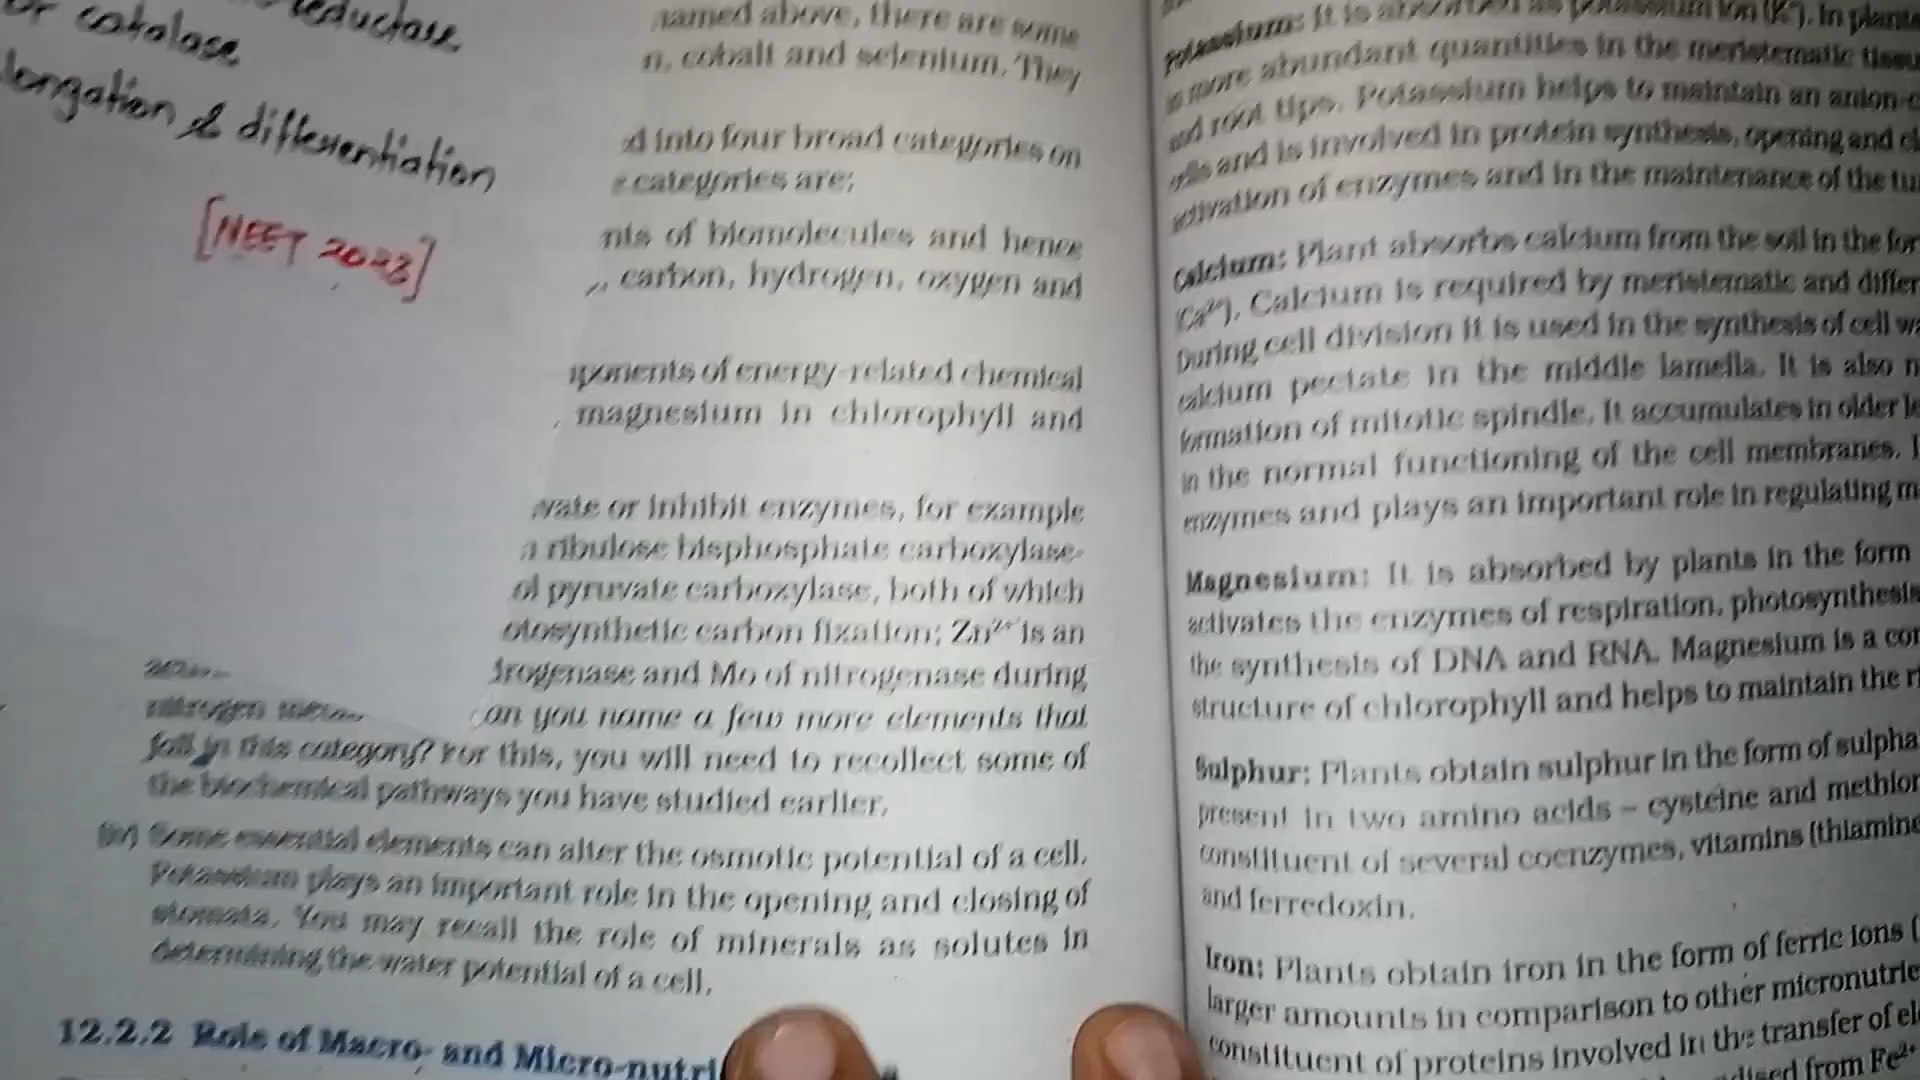 reductase
or catalase
longation & differentiation
[NEET 2023]
named above, there are some
n, cobalt and selenium. They
d into four broad categories on
categories are:
nts of biomolecules and hence
carbon, hydrogen, oxygen and
ponents of energy-related chemical
magnesium in chlorophyll and
vate or inhibit enzymes, for example
a ribulose bisphosphate carboxylase-
ol pyruvate carboxylase, both of which
otosynthetic carbon fixation; Zn²⁺ is an
drogenase and Mo of nitrogenase during
nitrogen an you name a few more elements that
fall in this category? For this, you will need to recollect some of
the biochemical pathways you have studied earlier.
(iv) Some essential elements can alter the osmotic potential of a cell.
Potassium plays an important role in the opening and closing of
stomata. You may recall the role of minerals as solutes in
determining the water potential of a cell.
12.2.2 Role of Macro- and Micro-nutri
Potassium: It is absorbed as potassium ion (K⁺). In plants
in more abundant quantities in the meristematic tissu
and root tips. Potassium helps to maintain an anion-c
cells and is involved in protein synthesis, opening and cl
activation of enzymes and in the maintenance of the tu
Calcium: Plant absorbs calcium from the soil in the for
(Ca²⁺). Calcium is required by meristematic and differ
During cell division it is used in the synthesis of cell wa
calcium pectate in the middle lamella. It is also n
formation of mitotic spindle. It accumulates in older le
in the normal functioning of the cell membranes. I
enzymes and plays an important role in regulating m
Magnesium: It is absorbed by plants in the form
activates the enzymes of respiration, photosynthesis
the synthesis of DNA and RNA. Magnesium is a con
structure of chlorophyll and helps to maintain the ri
Sulphur: Plants obtain sulphur in the form of sulpha
present in two amino acids – cysteine and methion
constituent of several coenzymes, vitamins (thiamine
and ferredoxin.
Iron: Plants obtain iron in the form of ferric ions (
larger amounts in comparison to other micronutrie
constituent of proteins involved in the transfer of el
dised from Fe²⁺